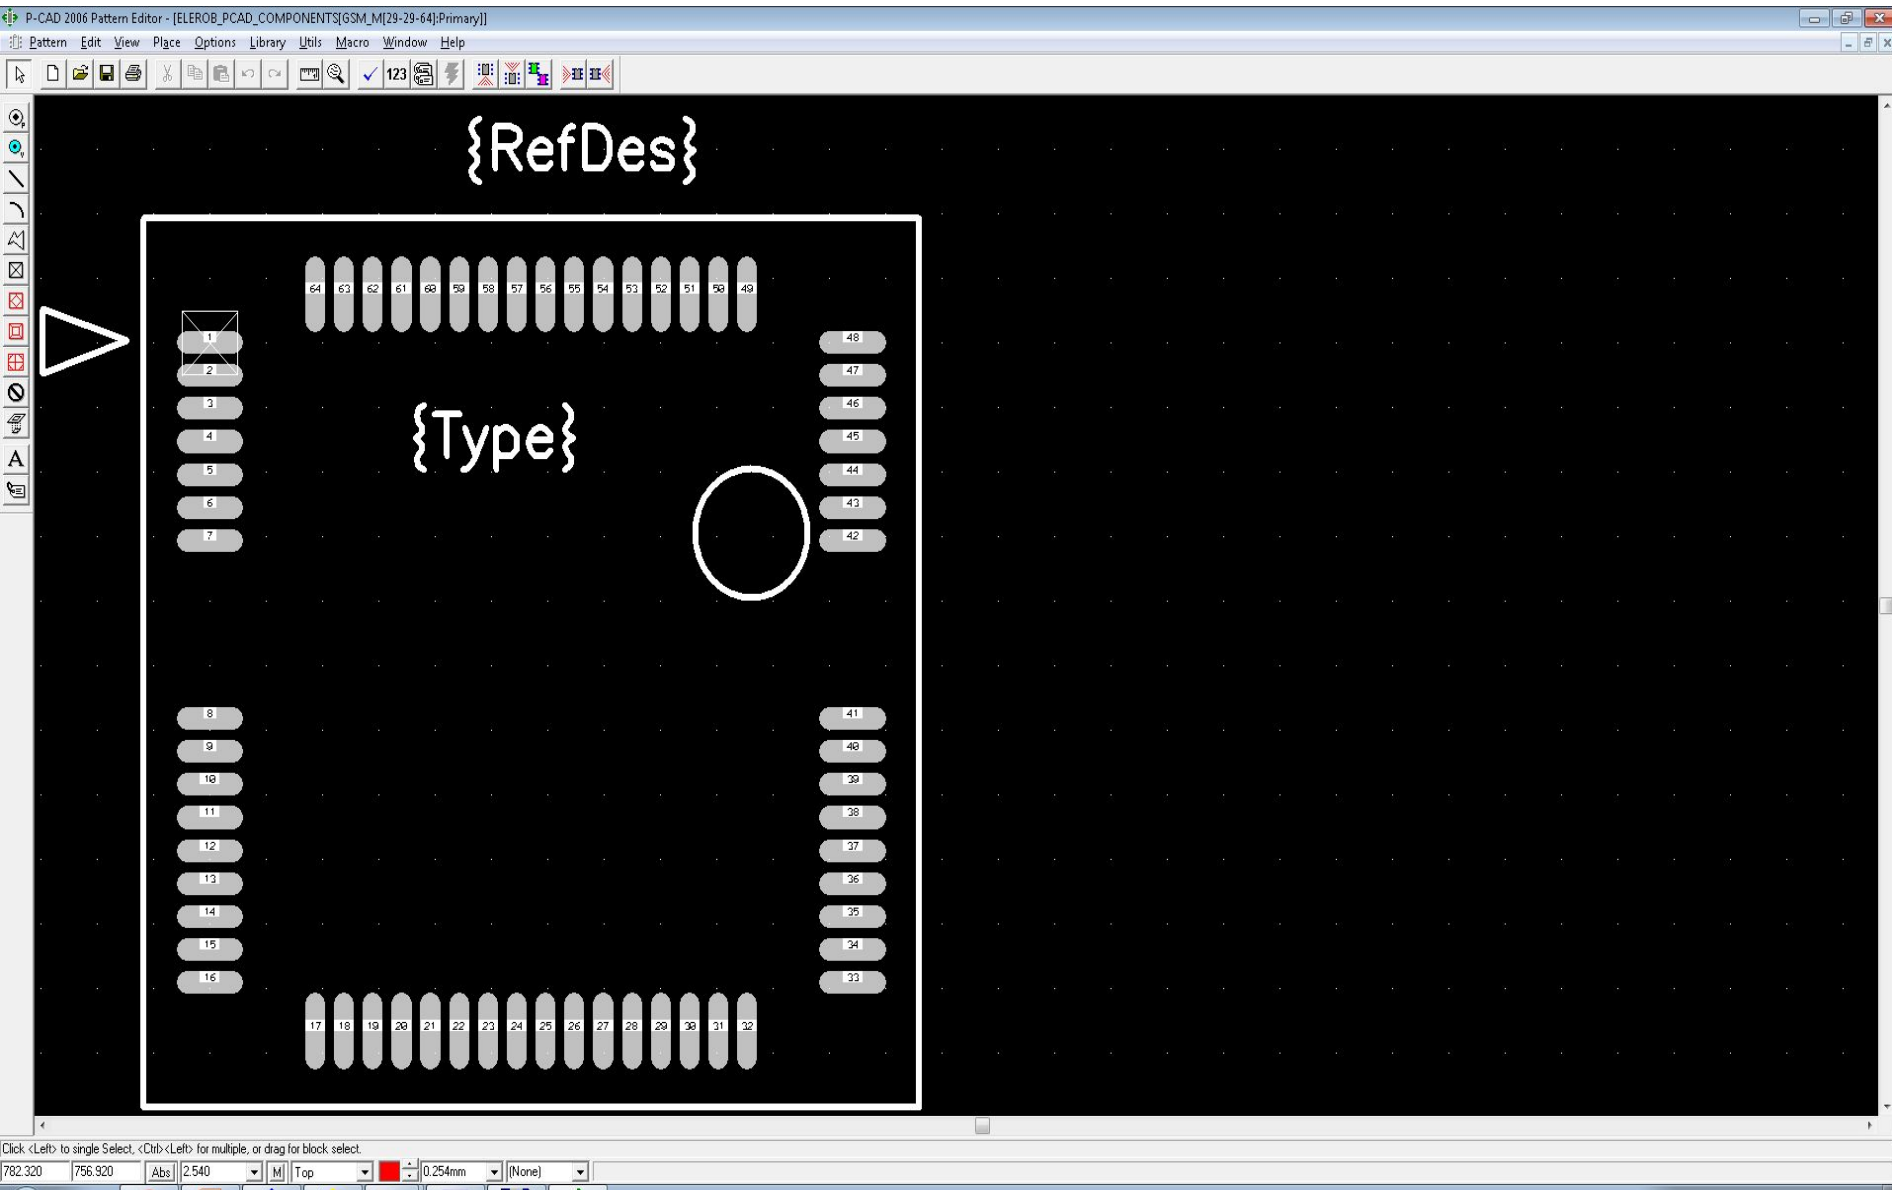 P-CAD 2006 Pattern Editor - [ELEROB_PCAD_COMPONENTS[GSM_M[29-29-64]:Primary]]
Pattern Edit View Place Options Library Utils Macro Window Help
123
A
{RefDes}
64 63 62 61 60 59 58 57 56 55 54 53 52 51 50 49
1 48
2 47
3 46
{Type}
4 45
5 44
6 43
7 42
8 41
9 40
10 39
11 38
12 37
13 36
14 35
15 34
16 33
17 18 19 20 21 22 23 24 25 26 27 28 29 30 31 32
Click <Left> to single Select, <Ctrl><Left> for multiple, or drag for block select.
782.320 756.920 Abs 2.540 M Top 0.254mm (None)